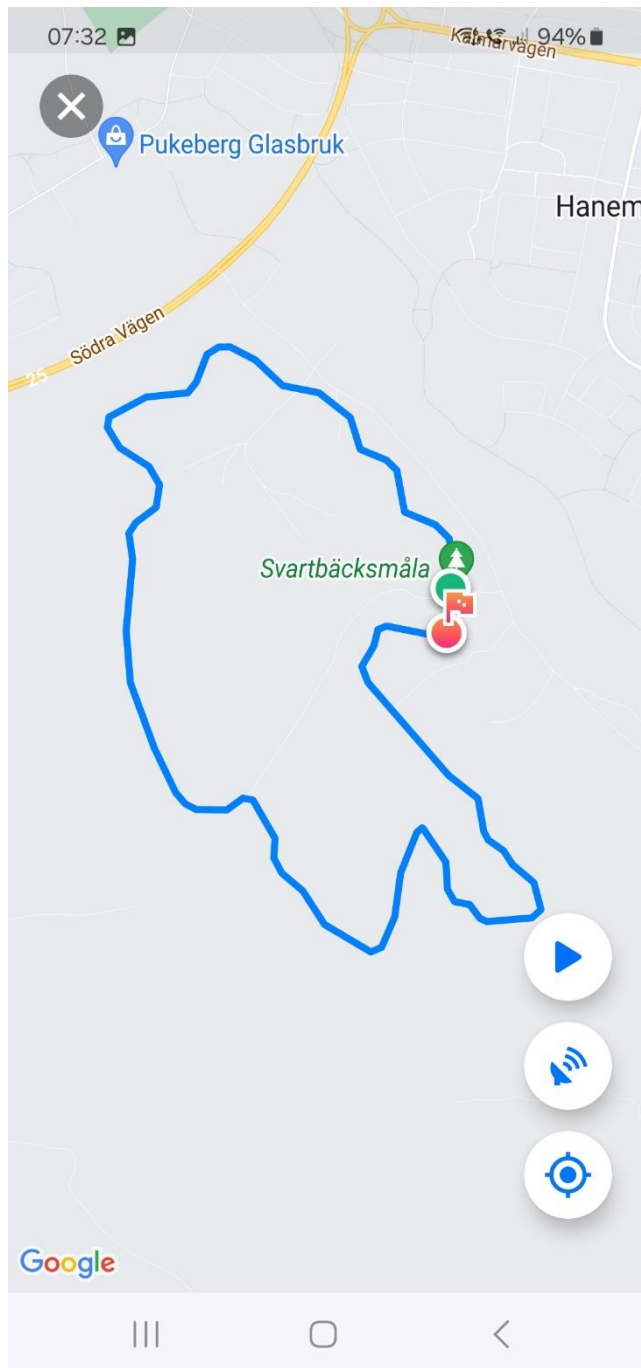 07:32
94%
Kalmarvägen
Pukeberg Glasbruk
Hanem
Södra Vägen
25
Svartbäcksmåla
Google